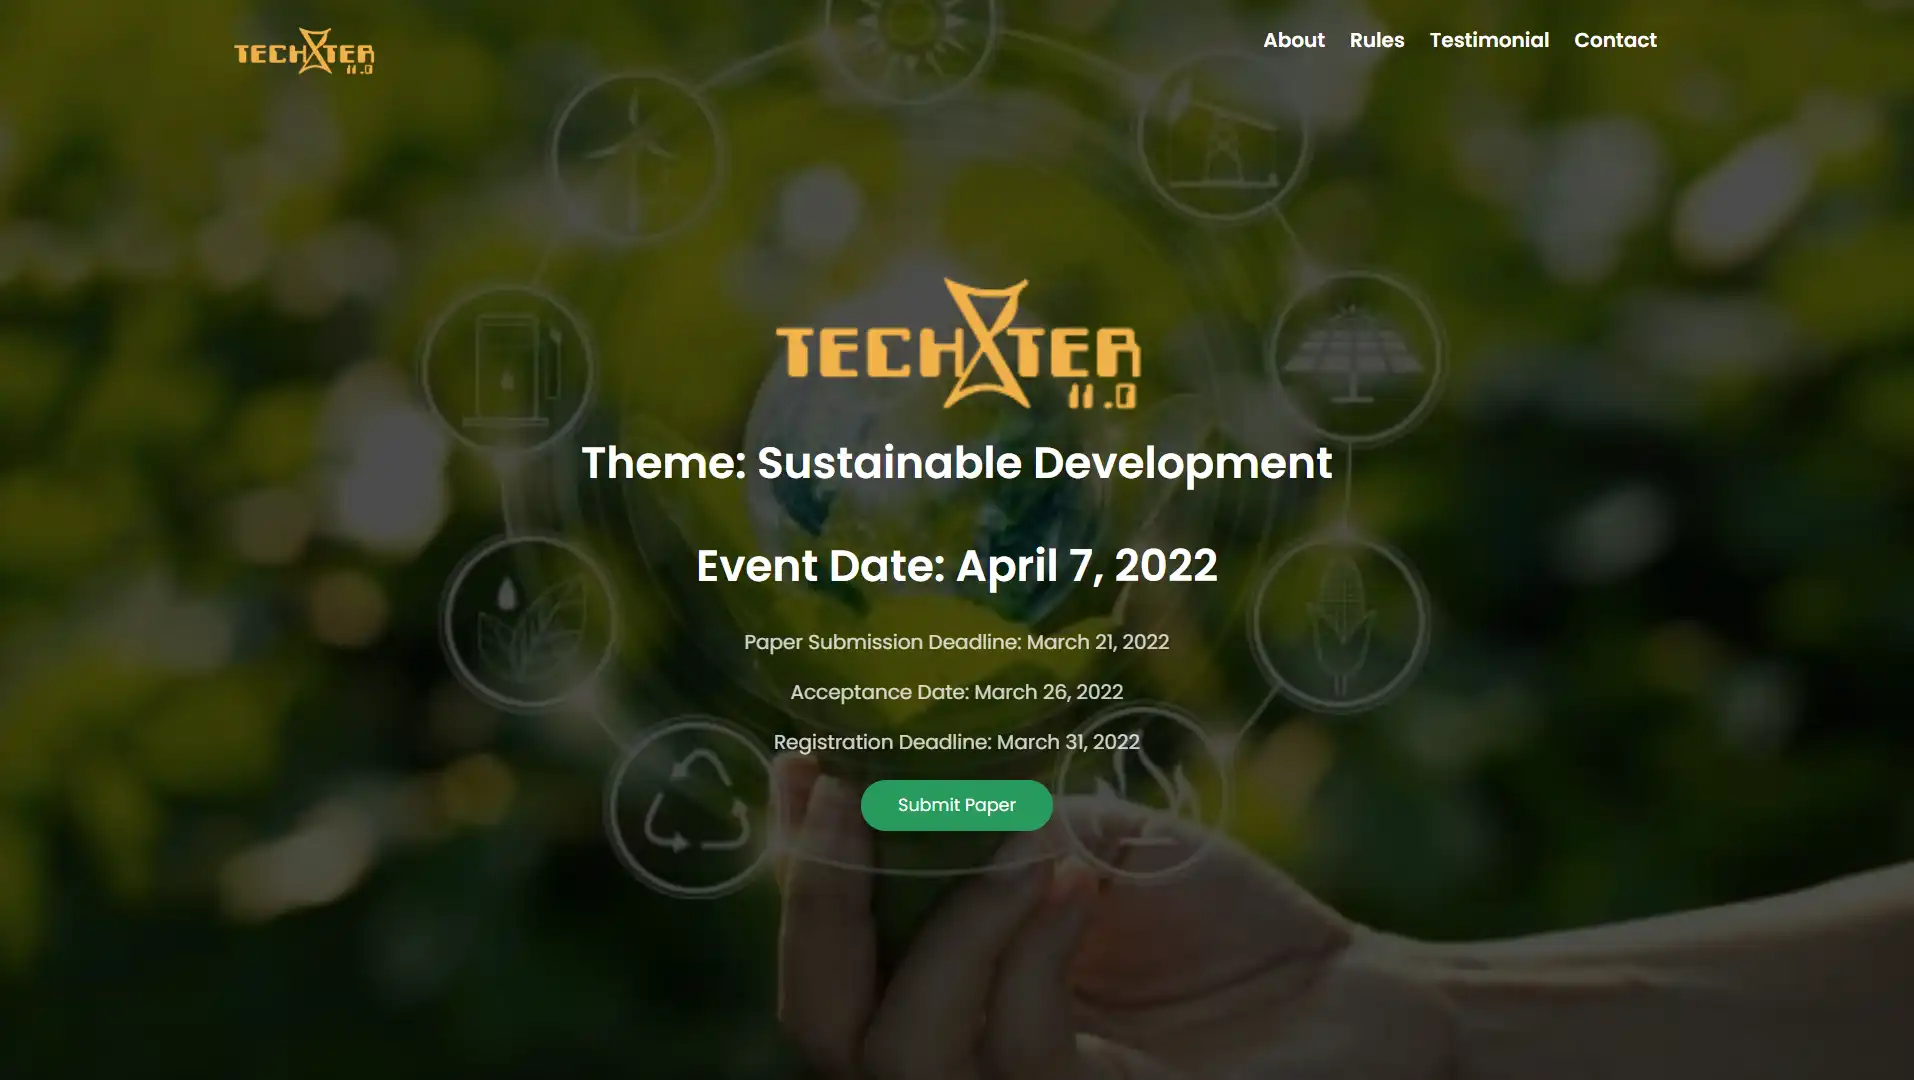 TECHXTER
11.0
About Rules Testimonial Contact
TECHXTER
11.0
Theme: Sustainable Development
Event Date: April 7, 2022
Paper Submission Deadline: March 21, 2022
Acceptance Date: March 26, 2022
Registration Deadline: March 31, 2022
Submit Paper